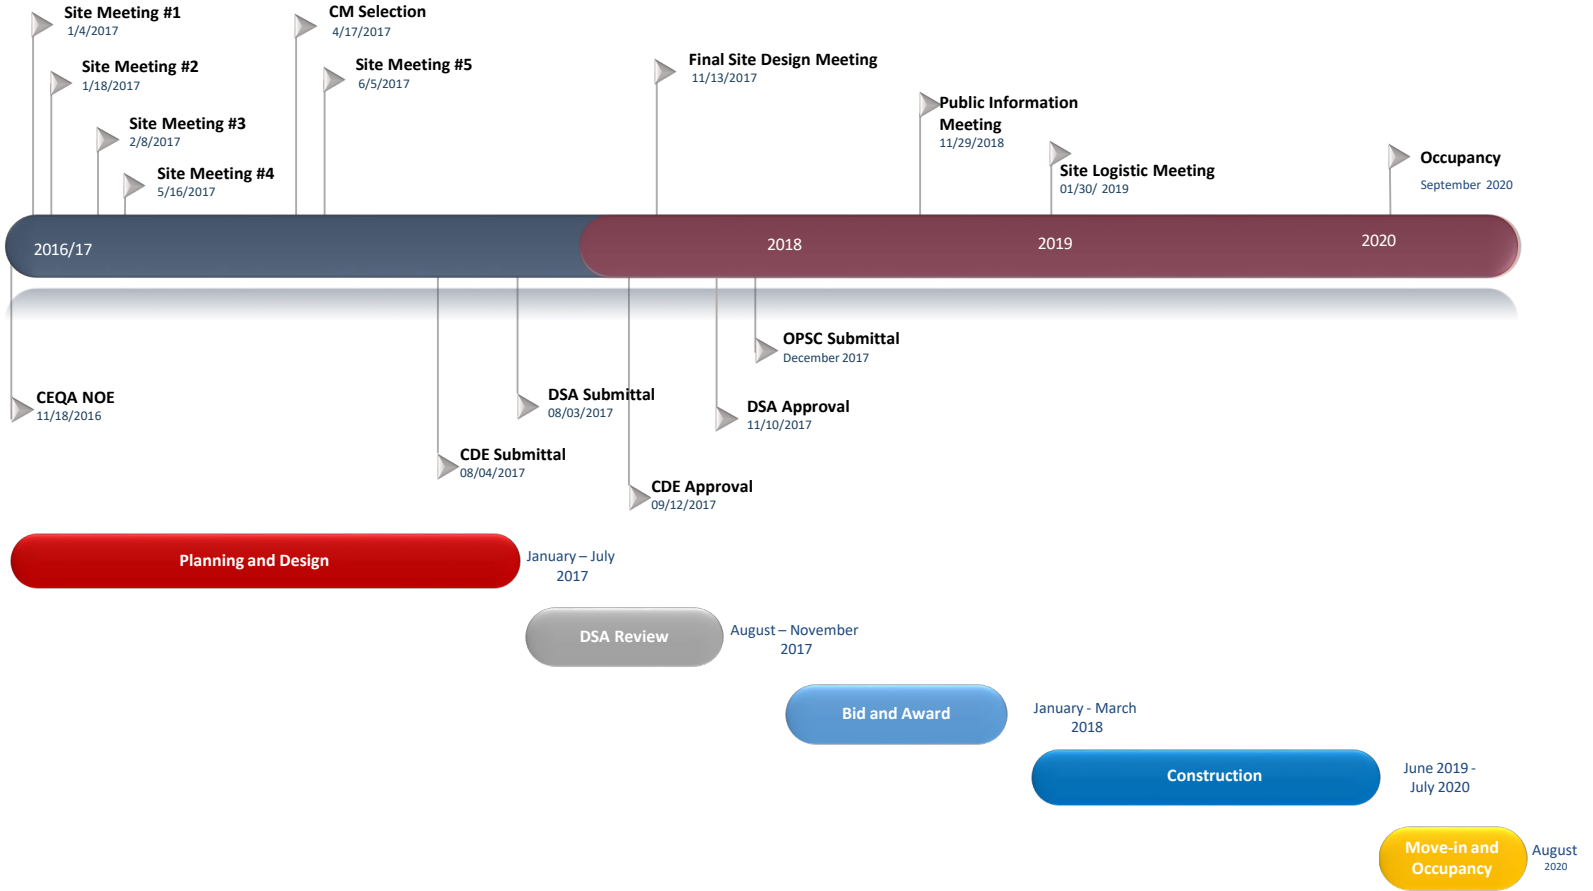 Site Meeting #1
1/4/2017
CM Selection
4/17/2017
Site Meeting #2
1/18/2017
Site Meeting #5
6/5/2017
Final Site Design Meeting
11/13/2017
Site Meeting #3
2/8/2017
Public Information
Meeting
11/29/2018
Site Meeting #4
5/16/2017
Site Logistic Meeting
01/30/ 2019
Occupancy
September 2020
2016/17
2018
2019
2020
OPSC Submittal
December 2017
CEQA NOE
11/18/2016
DSA Submittal
08/03/2017
DSA Approval
11/10/2017
CDE Submittal
08/04/2017
CDE Approval
09/12/2017
Planning and Design
January – July
2017
DSA Review
August – November
2017
Bid and Award
January - March
2018
Construction
June 2019 -
July 2020
Move-in and
Occupancy
August
2020